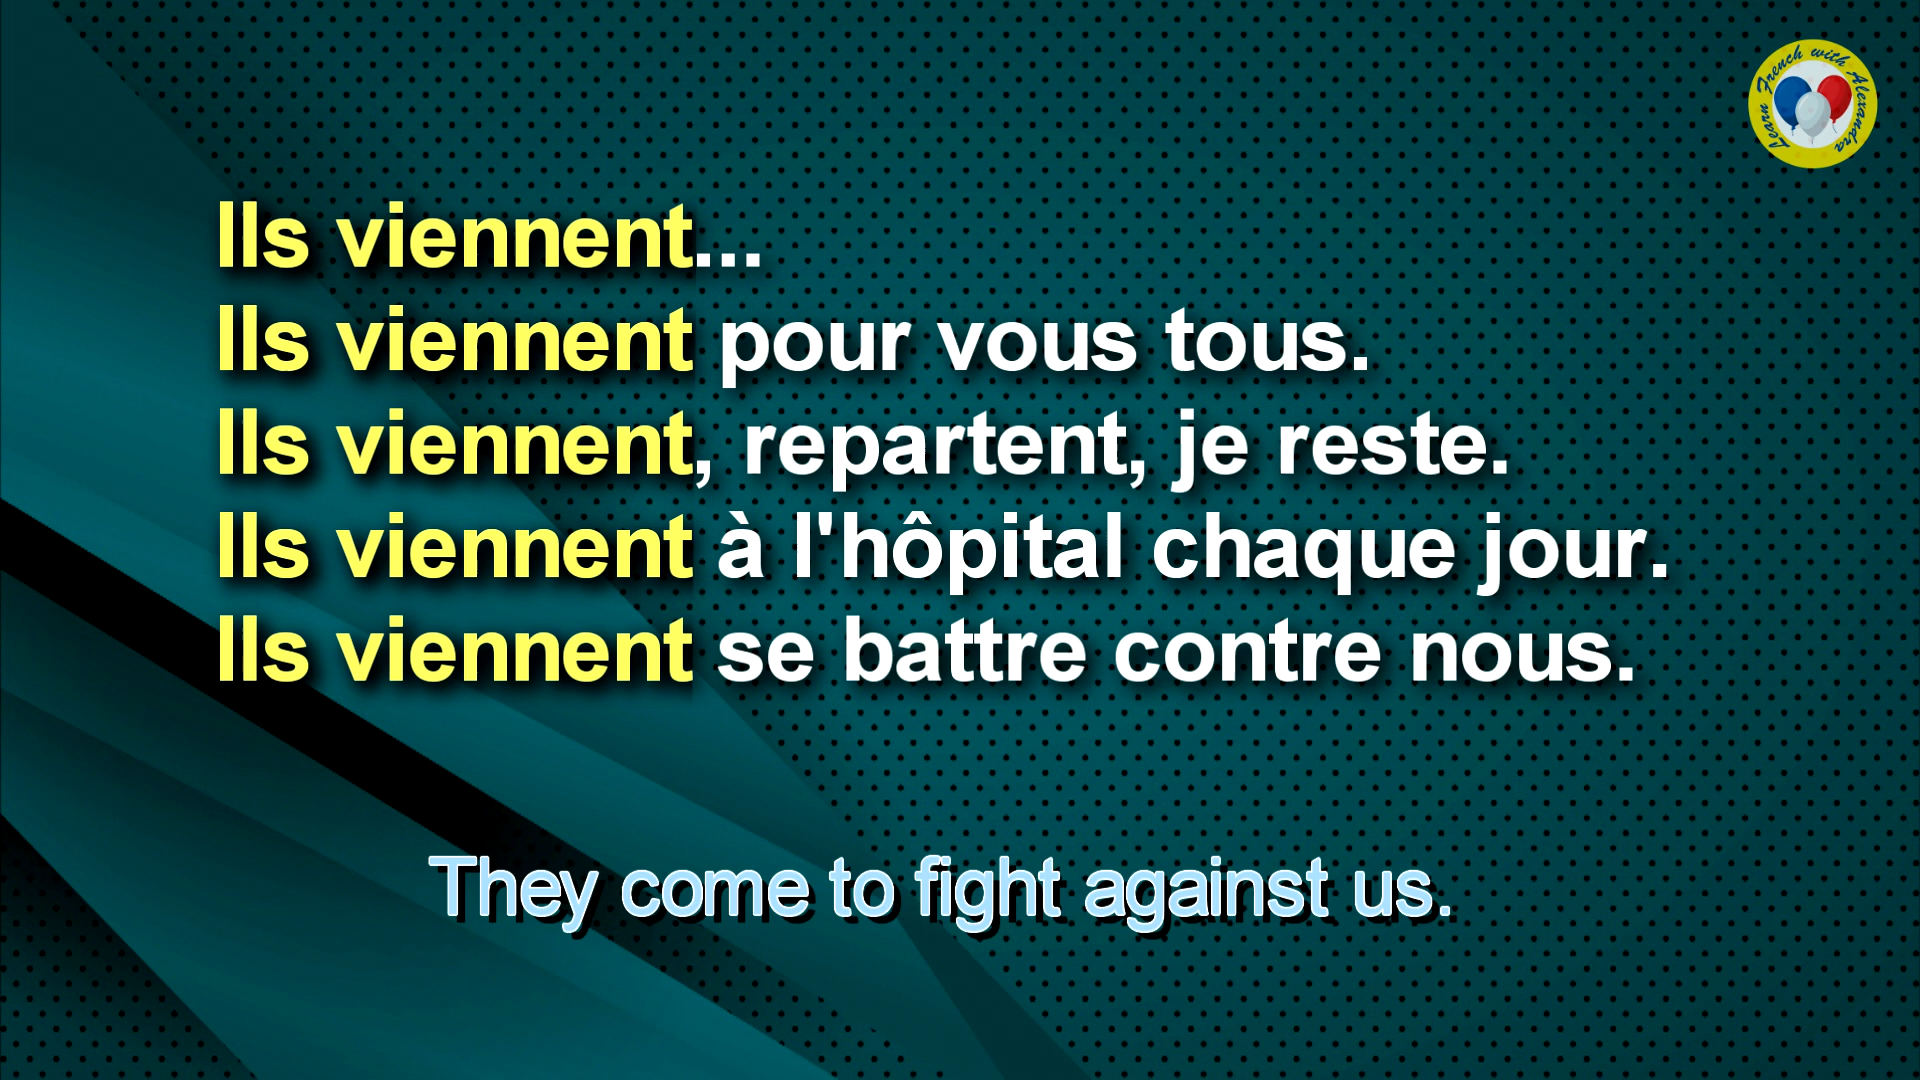 Learn French with Alexandra
Ils viennent...
Ils viennent pour vous tous.
Ils viennent, repartent, je reste.
Ils viennent à l'hôpital chaque jour.
Ils viennent se battre contre nous.
They come to fight against us.